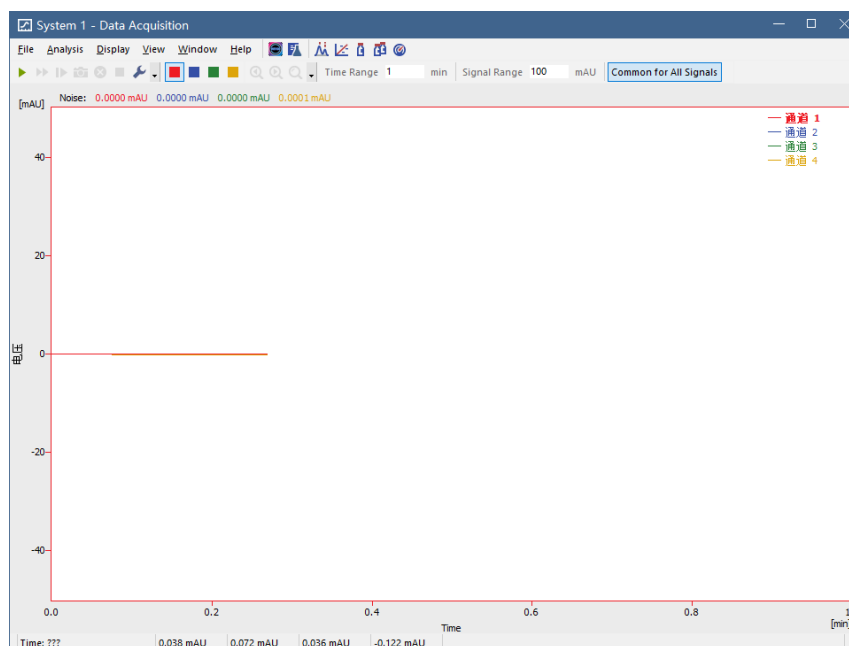 System 1 - Data Acquisition
File Analysis Display View Window Help
Time Range 1 min Signal Range 100 mAU Common for All Signals
[mAU] Noise: 0.0000 mAU 0.0000 mAU 0.0000 mAU 0.0001 mAU
通道 1
通道 2
通道 3
通道 4
40
20
电压
0
-20
-40
0.0 0.2 0.4 0.6 0.8 1
Time [min]
Time: ??? 0.038 mAU 0.072 mAU 0.036 mAU -0.122 mAU